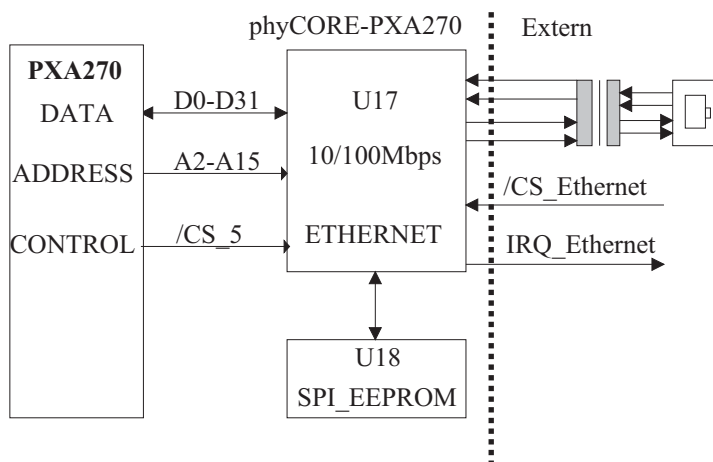 phyCORE-PXA270
Extern
PXA270
DATA
D0-D31
U17
ADDRESS
A2-A15
10/100Mbps
/CS_Ethernet
CONTROL
/CS_5
ETHERNET
IRQ_Ethernet
U18
SPI_EEPROM